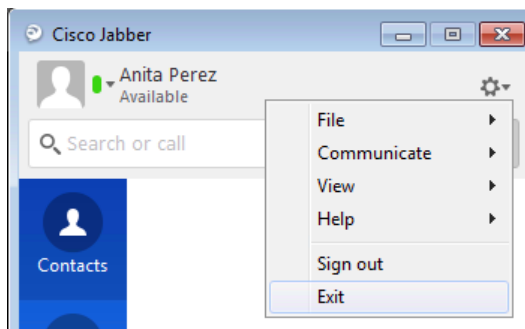 Cisco Jabber
Anita Perez
Available
Search or call
File
Communicate
View
Help
Sign out
Exit
Contacts